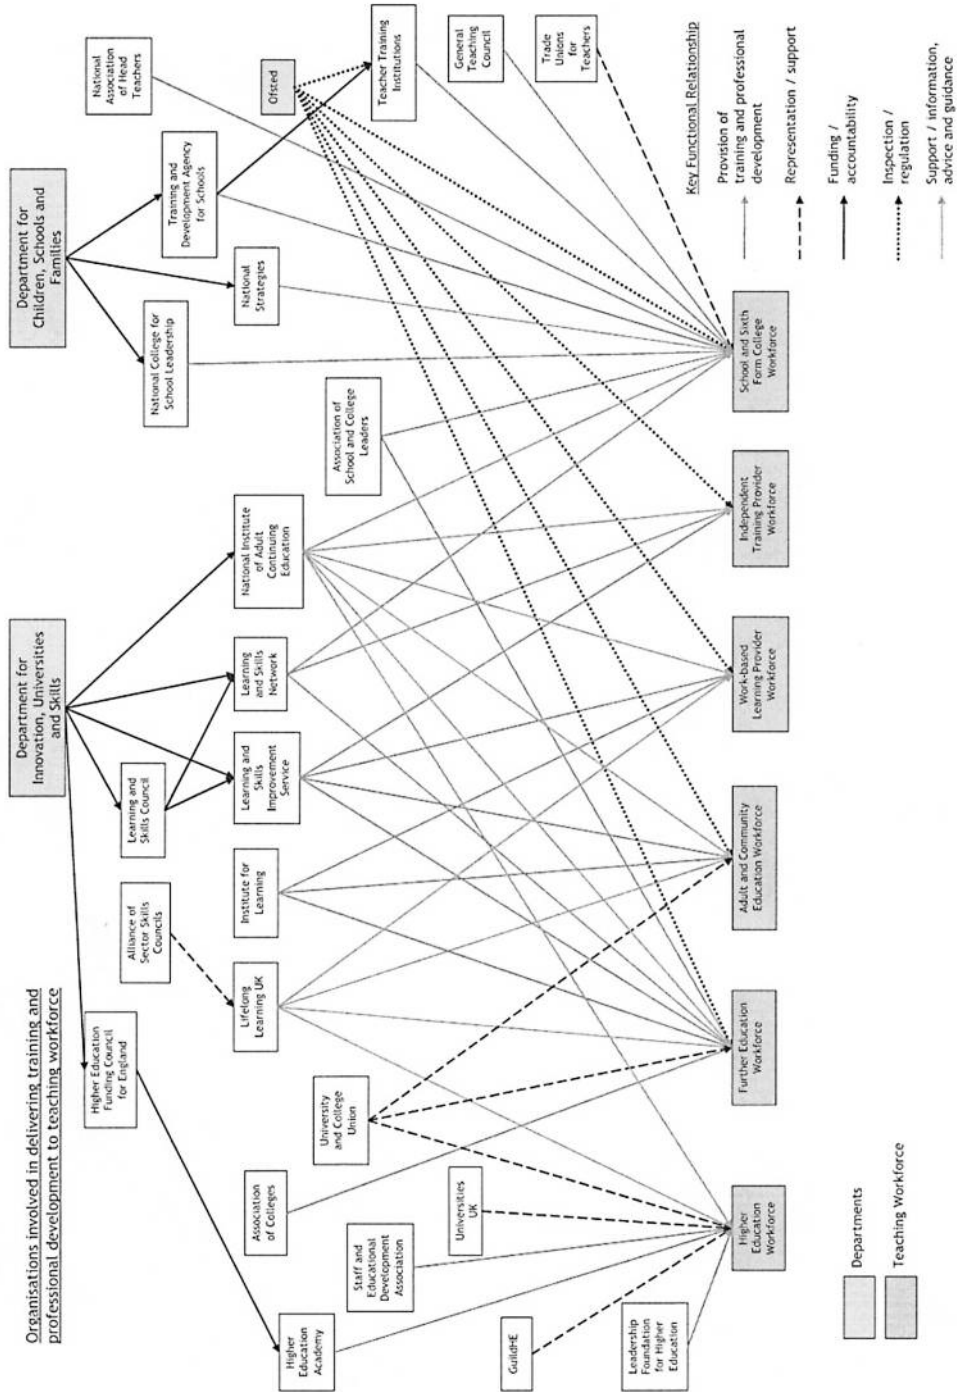 Organisations involved in delivering training and
professional development to teaching workforce
Department for
Innovation, Universities
and Skills
Department for
Children, Schools and
Families
Higher Education
Funding Council
for England
Alliance of
Sector Skills
Councils
Learning and
Skills Council
National College for
School Leadership
Training and
Development Agency
for Schools
National
Association
of Head
Teachers
Lifelong
Learning UK
Institute for
Learning
Learning and
Skills
Improvement
Service
Learning
and Skills
Network
National Institute
of Adult
Continuing
Education
National
Strategies
Ofsted
Higher
Education
Academy
Association
of Colleges
University
and College
Union
Association of
School and College
Leaders
Teacher Training
Institutions
Staff and
Educational
Development
Association
Universities
UK
General
Teaching
Council
GuildHE
Trade
Unions
for
Teachers
Leadership
Foundation
for Higher
Education
Higher
Education
Workforce
Further Education
Workforce
Adult and Community
Education Workforce
Work-based
Learning Provider
Workforce
Independent
Training Provider
Workforce
School and Sixth
Form College
Workforce
Key Functional Relationship
Provision of
training and professional
development
Representation / support
Funding /
accountability
Inspection /
regulation
Support / information,
advice and guidance
Departments
Teaching Workforce